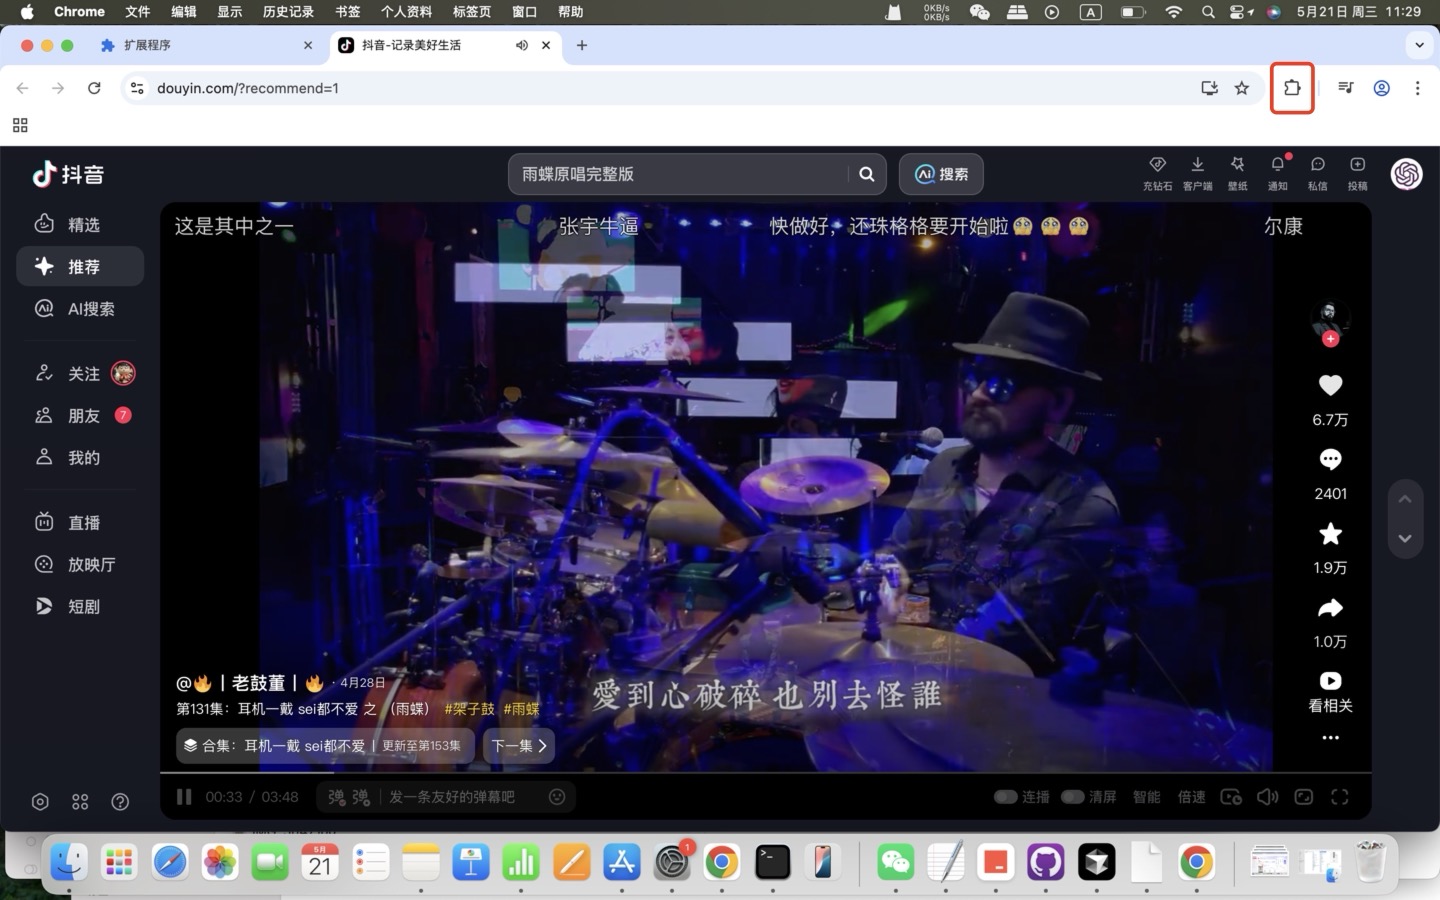 Chrome 文件 编辑 显示 历史记录 书签 个人资料 标签页 窗口 帮助
0KB/s
0KB/s
A
5月21日 周三 11:29
扩展程序
抖音-记录美好生活
douyin.com/?recommend=1
抖音
雨蝶原唱完整版
搜索
充钻石 客户端 壁纸 通知 私信 投稿
精选
推荐
AI搜索
关注
朋友 7
我的
直播
放映厅
短剧
这是其中之一
张宇牛逼
怏做好，还珠格格要开始啦
尔康
6.7万
2401
1.9万
1.0万
看相关
愛到心破碎 也別去怪誰
@🔥丨老鼓董丨🔥 · 4月28日
第131集：耳机一戴 sei都不爱 之 （雨蝶） #架子鼓 #雨蝶
合集：耳机一戴 sei都不爱 | 更新至第153集
下一集
00:33 / 03:48
弹 弹
发一条友好的弹幕吧
连播 清屏 智能 倍速
5月
21
1